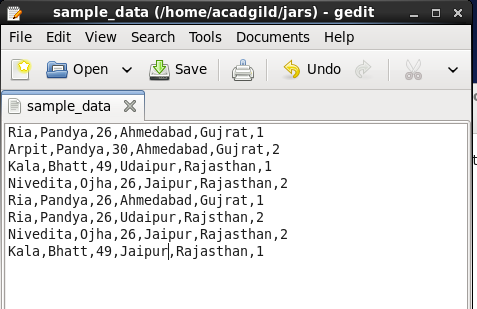 sample_data (/home/acadgild/jars) - gedit
File Edit View Search Tools Documents Help
Open Save Undo
sample_data
Ria,Pandya,26,Ahmedabad,Gujrat,1
Arpit,Pandya,30,Ahmedabad,Gujrat,2
Kala,Bhatt,49,Udaipur,Rajasthan,1
Nivedita,Ojha,26,Jaipur,Rajasthan,2
Ria,Pandya,26,Ahmedabad,Gujrat,1
Ria,Pandya,26,Udaipur,Rajsthan,2
Nivedita,Ojha,26,Jaipur,Rajasthan,2
Kala,Bhatt,49,Jaipur,Rajasthan,1